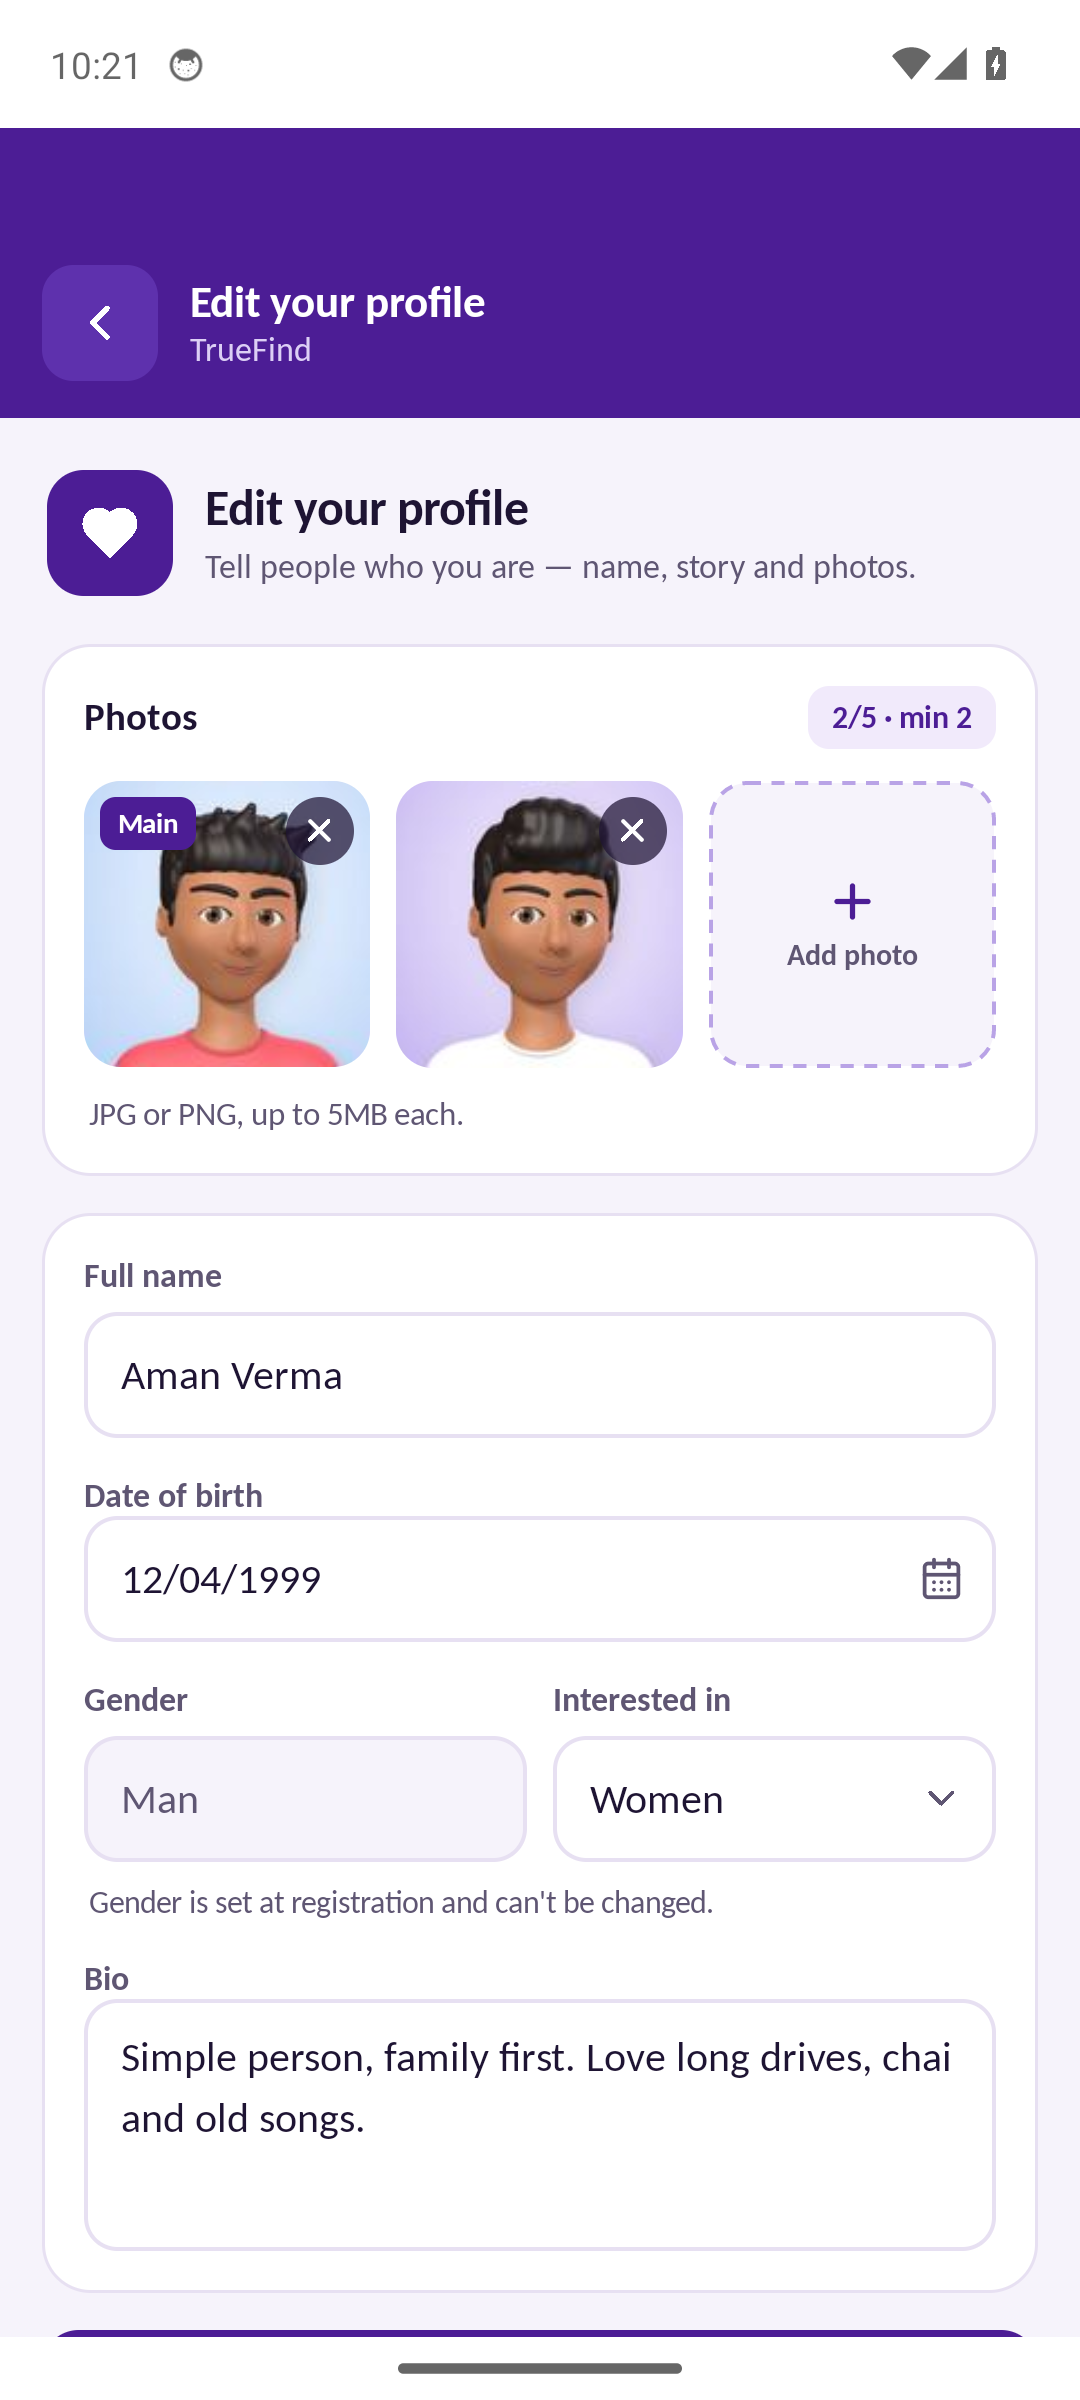 10:21
Edit your profile
TrueFind
Edit your profile
Tell people who you are — name, story and photos.
Photos
2/5 · min 2
Main
Add photo
JPG or PNG, up to 5MB each.
Full name
Aman Verma
Date of birth
12/04/1999
Gender
Interested in
Man
Women
Gender is set at registration and can't be changed.
Bio
Simple person, family first. Love long drives, chai
and old songs.